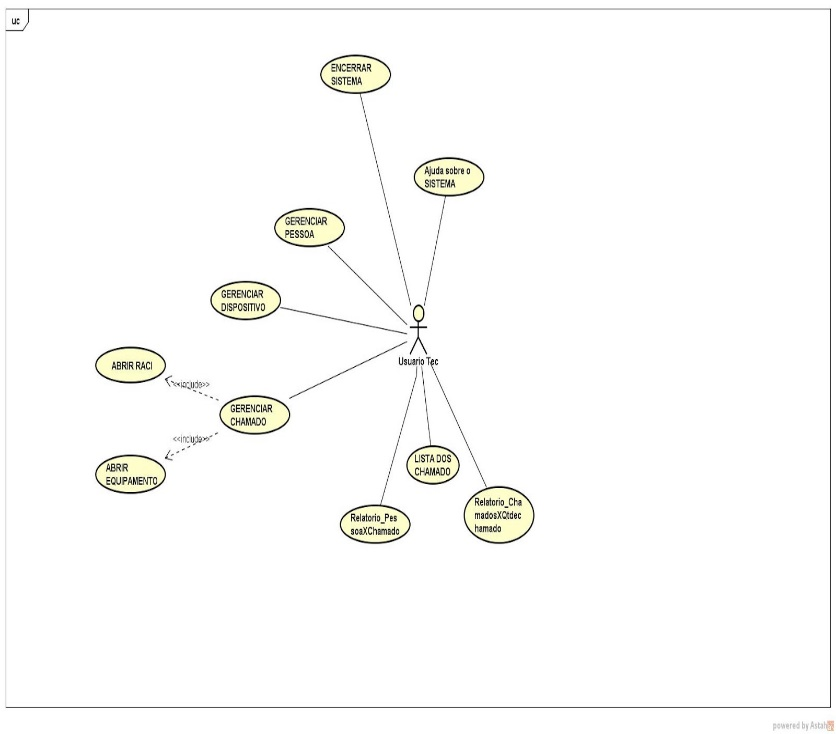 uc
ENCERRAR
SISTEMA
Ajuda sobre o
SISTEMA
GERENCIAR
PESSOA
GERENCIAR
DISPOSITIVO
Usuario Tec
ABRIR RACI
<<include>>
GERENCIAR
CHAMADO
<<include>>
ABRIR
EQUIPAMENTO
LISTA DOS
CHAMADO
Relatorio_Pes
soaXChamado
Relatorio_Cha
madosXQtdec
hamado
powered by Astah